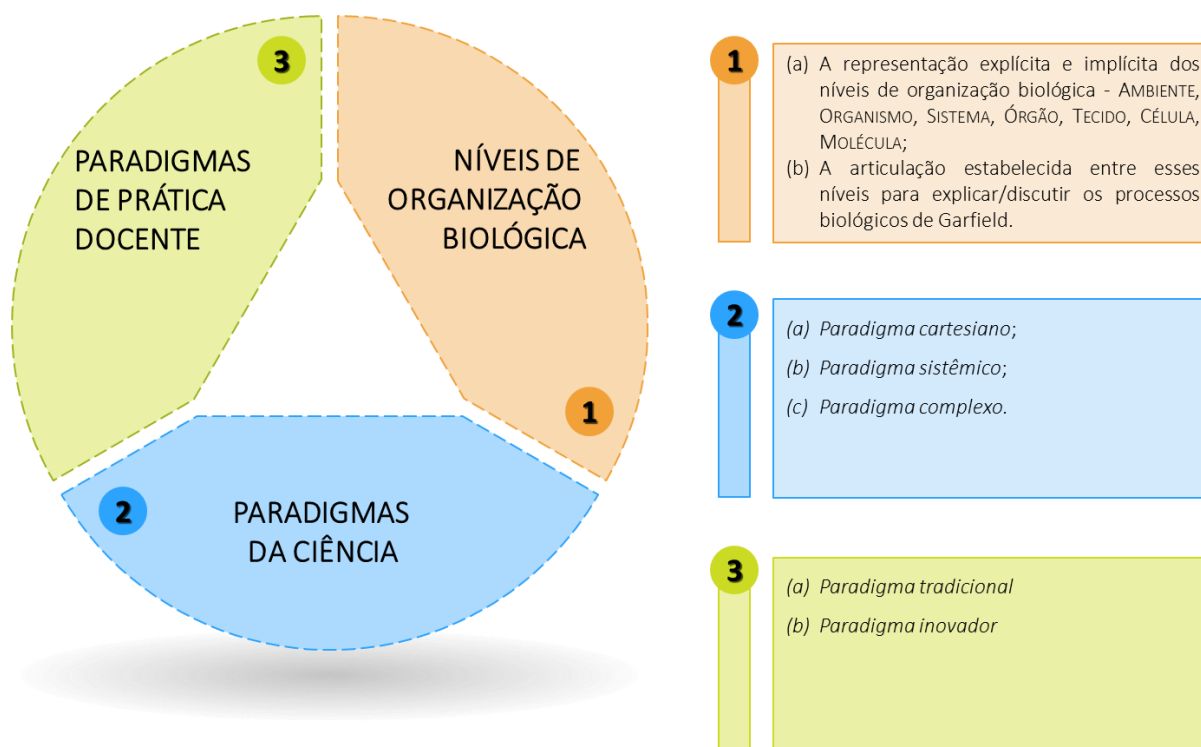 3
PARADIGMAS
DE PRÁTICA
DOCENTE
NÍVEIS DE
ORGANIZAÇÃO
BIOLÓGICA
1
2
PARADIGMAS
DA CIÊNCIA
1
(a) A representação explícita e implícita dos
níveis de organização biológica - AMBIENTE,
ORGANISMO, SISTEMA, ÓRGÃO, TECIDO, CÉLULA,
MOLÉCULA;
(b) A articulação estabelecida entre esses
níveis para explicar/discutir os processos
biológicos de Garfield.
2
(a) Paradigma cartesiano;
(b) Paradigma sistêmico;
(c) Paradigma complexo.
3
(a) Paradigma tradicional
(b) Paradigma inovador